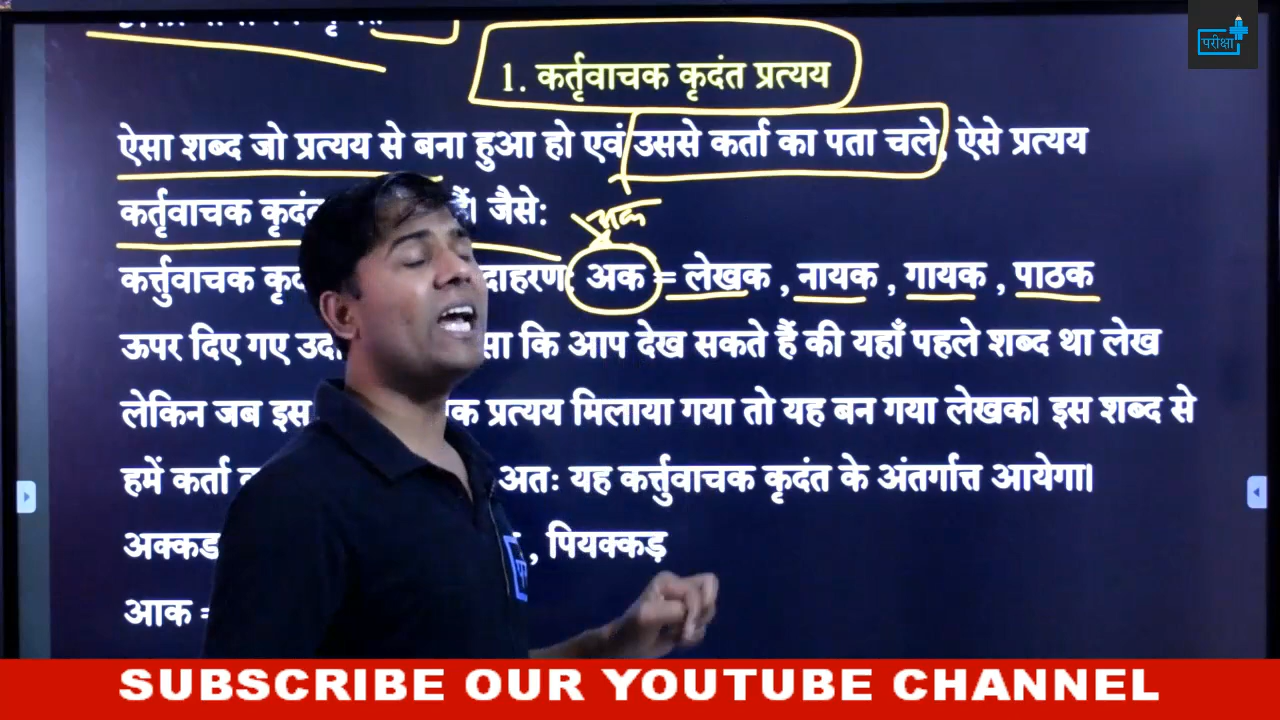 परीक्षा
1. कर्तृवाचक कृदंत प्रत्यय
ऐसा शब्द जो प्रत्यय से बना हुआ हो एवं उससे कर्ता का पता चले, ऐसे प्रत्यय
कर्तृवाचक हैं। जैसे:
अक
कर्त्तुवाचक अक = लेखक , नायक , गायक , पाठक
ऊपर दिए गए कि आप देख सकते हैं की यहाँ पहले शब्द था लेख
लेकिन जब इस प्रत्यय मिलाया गया तो यह बन गया लेखक। इस शब्द से
हमें कर्ता अतः यह कर्त्तुवाचक कृदंत के अंतर्गत्त आयेगा।
, पियक्कड़
आक =
SUBSCRIBE OUR YOUTUBE CHANNEL